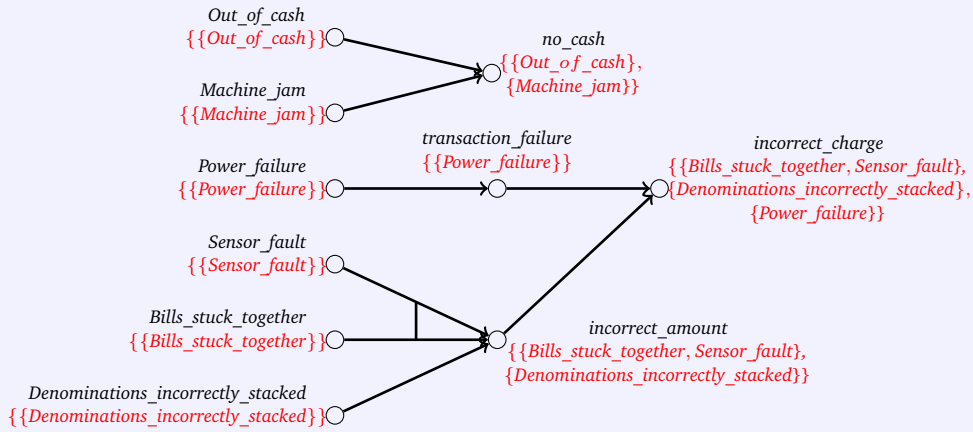 Out_of_cash
{{Out_of_cash}}
no_cash
{{Out_of_cash},
{Machine_jam}}
Machine_jam
{{Machine_jam}}
transaction_failure
{{Power_failure}}
incorrect_charge
{{Bills_stuck_together, Sensor_fault},
{Denominations_incorrectly_stacked},
{Power_failure}}
Power_failure
{{Power_failure}}
Sensor_fault
{{Sensor_fault}}
Bills_stuck_together
{{Bills_stuck_together}}
incorrect_amount
{{Bills_stuck_together, Sensor_fault},
{Denominations_incorrectly_stacked}}
Denominations_incorrectly_stacked
{{Denominations_incorrectly_stacked}}